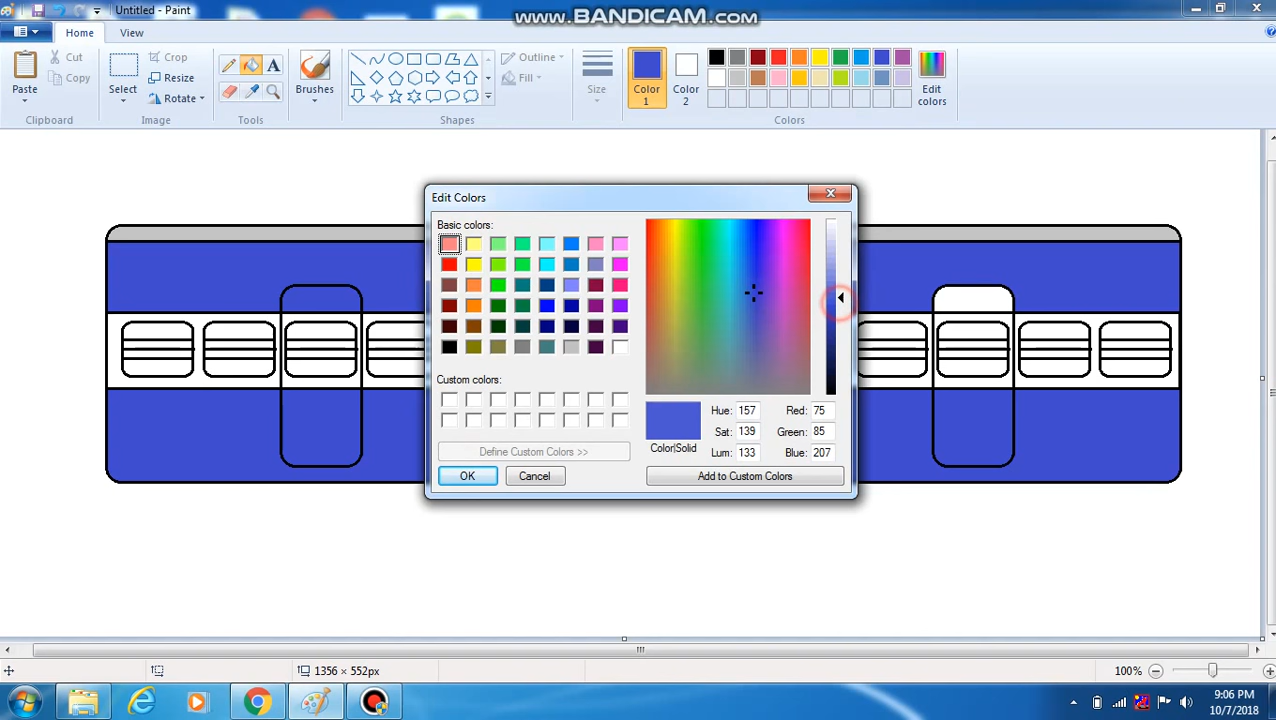 Untitled - Paint
www.BANDICAM.com
Home
View
Paste
Cut
Copy
Clipboard
Select
Crop
Resize
Rotate
Image
A
Tools
Brushes
Outline
Fill
Shapes
Size
Color
1
Color
2
Edit
colors
Colors
Edit Colors
Basic colors:
Custom colors:
Define Custom Colors >>
OK
Cancel
Color|Solid
Hue: 157
Sat: 139
Lum: 133
Red: 75
Green: 85
Blue: 207
Add to Custom Colors
1356 × 552px
100%
9:06 PM
10/7/2018